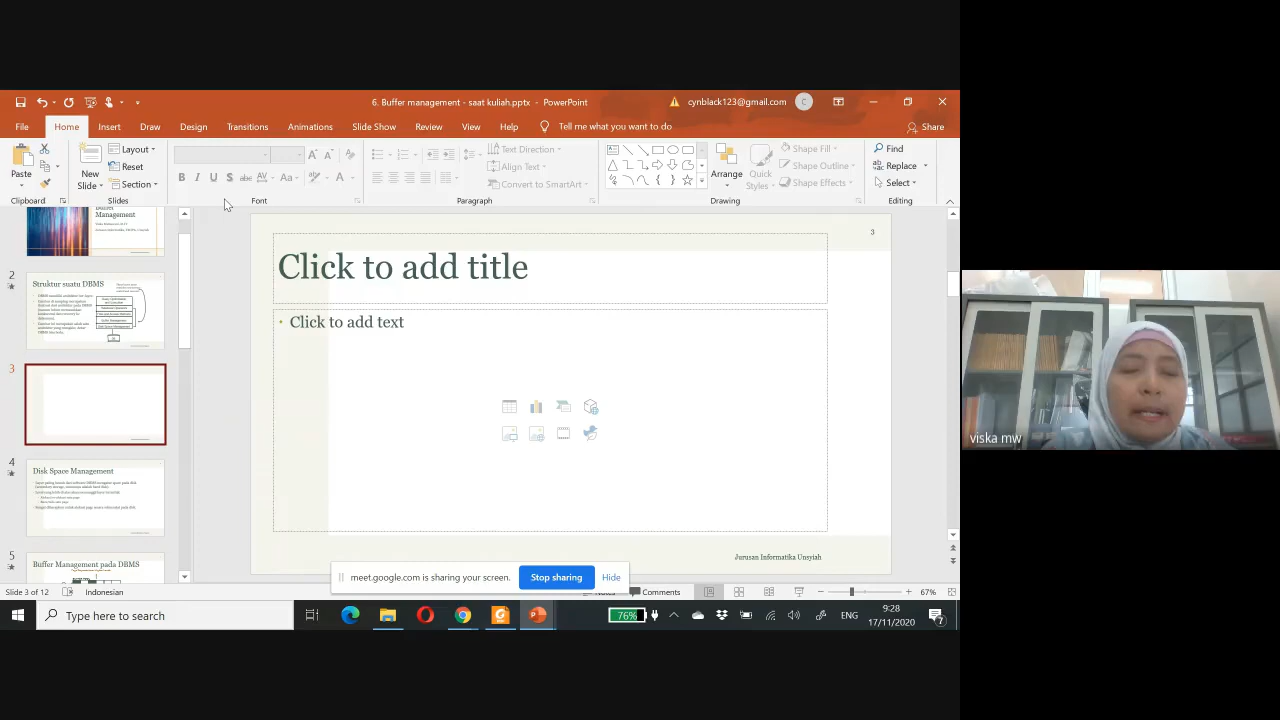 6. Buffer management - saat kuliah.pptx - PowerPoint
cynblack123@gmail.com
C
File
Home
Insert
Draw
Design
Transitions
Animations
Slide Show
Review
View
Help
Tell me what you want to do
Share
Paste
Clipboard
New
Slide
Layout
Reset
Section
Slides
B I U S abc AV Aa A
Font
Text Direction
Align Text
Convert to SmartArt
Paragraph
Arrange
Quick
Styles
Shape Fill
Shape Outline
Shape Effects
Drawing
Find
Replace
Select
Editing
Management
2
Struktur suatu DBMS
3
4
Disk Space Management
5
Buffer Management pada DBMS
3
Click to add title
• Click to add text
Jurusan Informatika Unsyiah
meet.google.com is sharing your screen.
Stop sharing
Hide
Slide 3 of 12
Indonesian
Comments
67%
Type here to search
76%
ENG
9:28
17/11/2020
7
viska mw